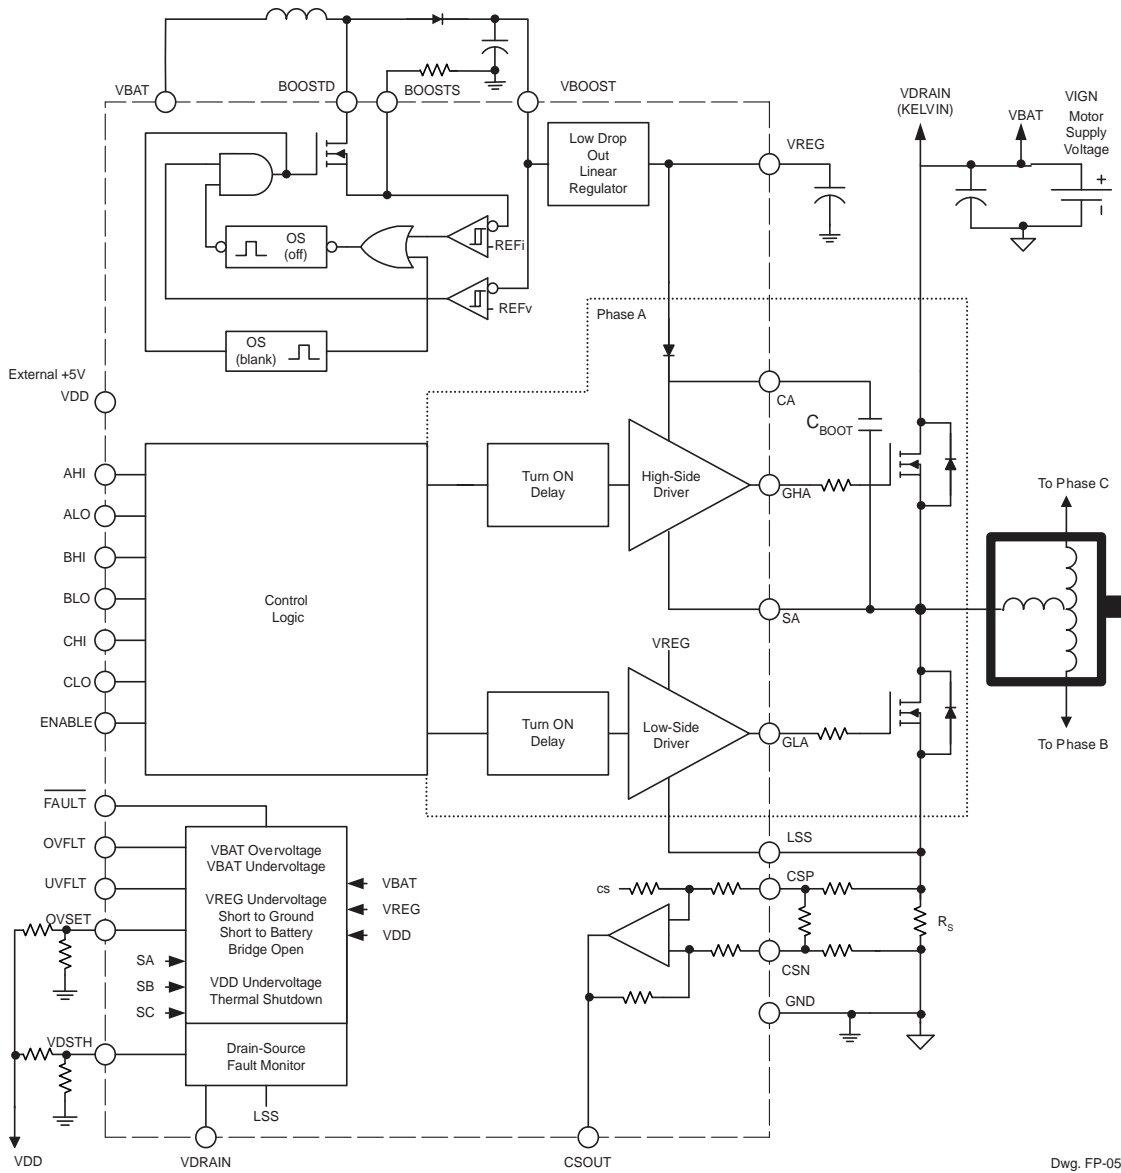 VBAT
BOOSTD
BOOSTS
VBOOST
VDRAIN
(KELVIN)
VBAT
VIGN
Motor
Supply
Voltage
+
Low Drop
Out
Linear
Regulator
VREG
OS
(off)
REFi
REFv
OS
(blank)
Phase A
External +5V
VDD
CA
CBOOT
AHI
ALO
BHI
BLO
CHI
CLO
ENABLE
Control
Logic
Turn ON
Delay
High-Side
Driver
GHA
To Phase C
SA
VREG
Turn ON
Delay
Low-Side
Driver
GLA
To Phase B
FAULT
OVFLT
UVFLT
OVSET
SA
SB
SC
VDSTH
VDD
VBAT Overvoltage
VBAT Undervoltage
VREG Undervoltage
Short to Ground
Short to Battery
Bridge Open
VDD Undervoltage
Thermal Shutdown
VBAT
VREG
VDD
Drain-Source
Fault Monitor
LSS
VDRAIN
LSS
cs
CSP
RS
CSN
GND
CSOUT
Dwg. FP-05